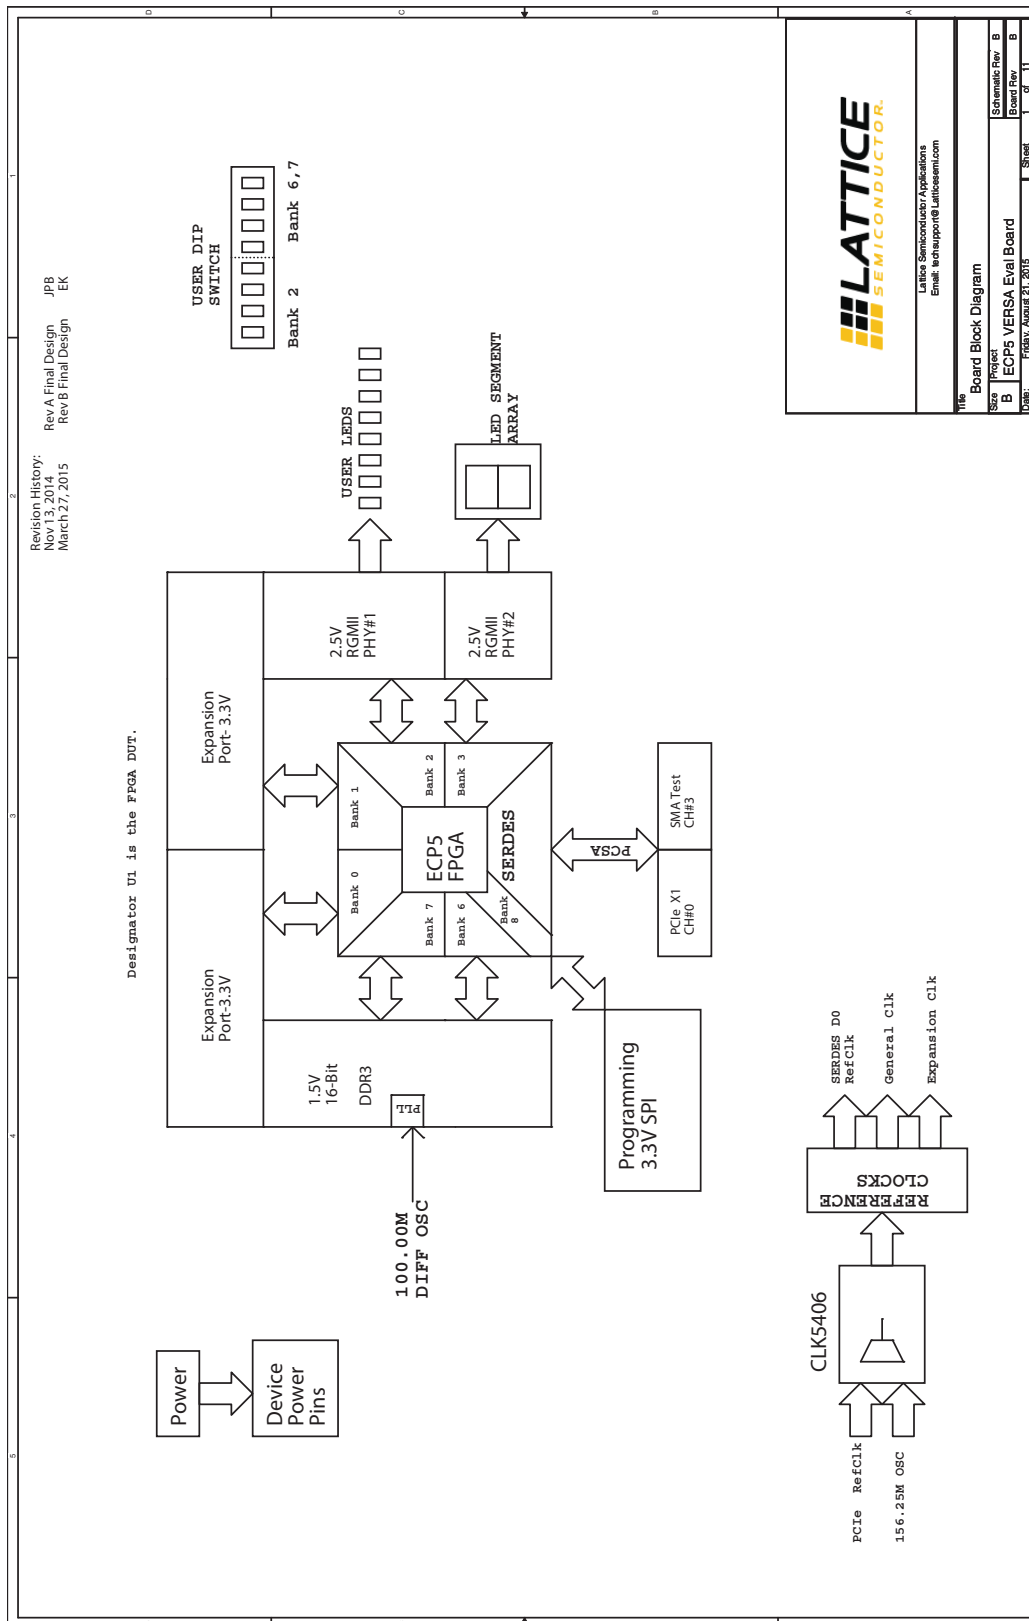 Revision History:
Nov 13, 2014 Rev A Final Design JPB
March 27, 2015 Rev B Final Design EK
Designator U1 is the FPGA DUT.
Power
Device
Power
Pins
Expansion
Port-3.3V
Expansion
Port- 3.3V
1.5V
16-Bit
DDR3
PLL
100.00M
DIFF OSC
Bank 0
Bank 1
Bank 7
Bank 2
Bank 6
Bank 3
Bank
8
ECP5
FPGA
SERDES
2.5V
RGMII
PHY#1
2.5V
RGMII
PHY#2
USER LEDS
LED SEGMENT
ARRAY
USER DIP
SWITCH
Bank 2
Bank 6,7
Programming
3.3V SPI
PCSA
PCIe X1
CH#0
SMA Test
CH#3
CLK5406
PCIe RefClk
156.25M OSC
REFERENCE
CLOCKS
SERDES D0
RefClk
General Clk
Expansion Clk
LATTICE
SEMICONDUCTOR.
Lattice Semiconductor Applications
Email: techsupport@Latticesemi.com
Title
Board Block Diagram
Size
B
Project
ECP5 VERSA Eval Board
Schematic Rev B
Board Rev B
Date: Friday, August 21, 2015
Sheet 1 of 11
5
4
3
2
1
D
C
B
A